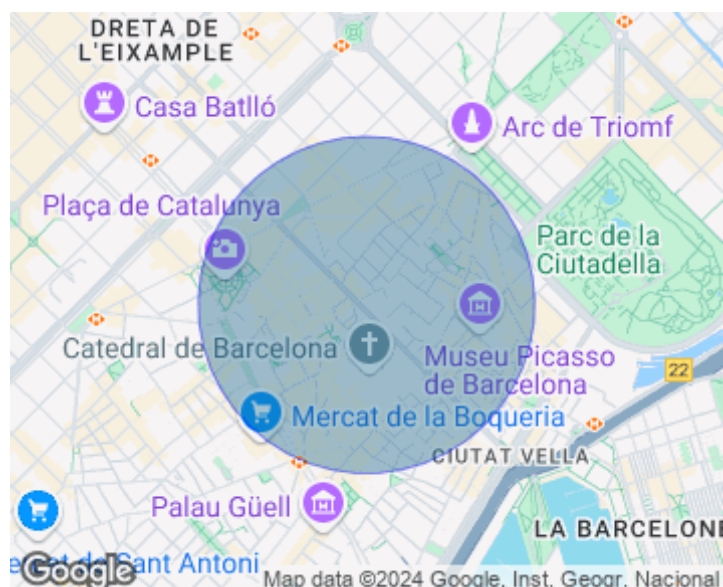 DRETA DE
L'EIXAMPLE
Casa Batlló
Arc de Triomf
Plaça de Catalunya
Parc de la
Ciutadella
Catedral de Barcelona
Museu Picasso
de Barcelona
22
Mercat de la Boqueria
CIUTAT VELLA
Palau Güell
LA BARCELONE
de Sant Antoni
Google
Map data ©2024 Google, Inst. Geogr. Nacional